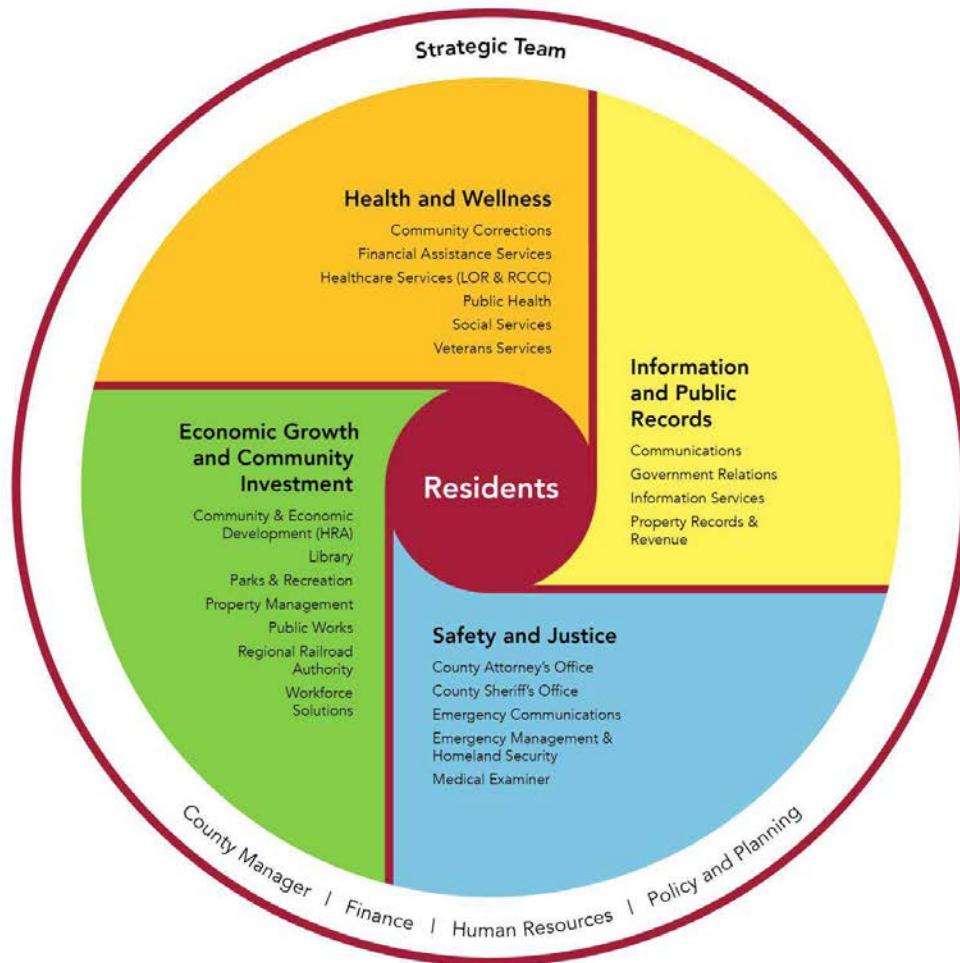 Strategic Team
Health and Wellness
Community Corrections
Financial Assistance Services
Healthcare Services (LOR & RCCC)
Public Health
Social Services
Veterans Services
Information
and Public
Records
Communications
Government Relations
Information Services
Property Records &
Revenue
Economic Growth
and Community
Investment
Community & Economic
Development (HRA)
Library
Parks & Recreation
Property Management
Public Works
Regional Railroad
Authority
Workforce
Solutions
Residents
Safety and Justice
County Attorney's Office
County Sheriff's Office
Emergency Communications
Emergency Management &
Homeland Security
Medical Examiner
County Manager | Finance | Human Resources | Policy and Planning